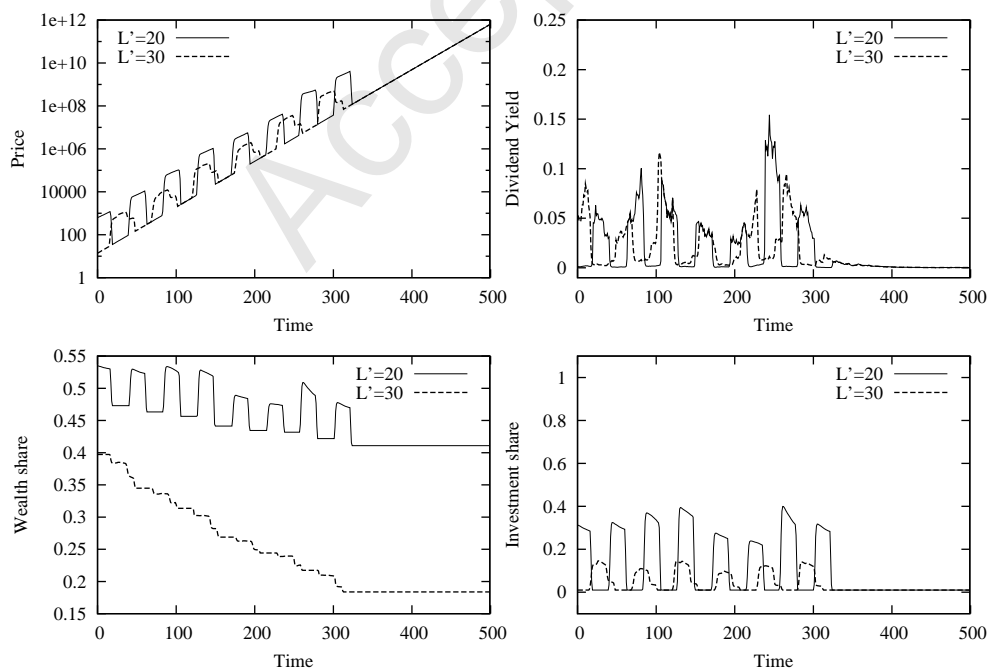 Acce
1e+12
1e+10
1e+08
1e+06
10000
100
1
L'=20
L'=30
Price
0 100 200 300 400 500
Time
0.25
0.2
0.15
0.1
0.05
0
L'=20
L'=30
Dividend Yield
0 100 200 300 400 500
Time
0.55
0.5
0.45
0.4
0.35
0.3
0.25
0.2
0.15
L'=20
L'=30
Wealth share
0 100 200 300 400 500
Time
1
0.8
0.6
0.4
0.2
0
L'=20
L'=30
Investment share
0 100 200 300 400 500
Time